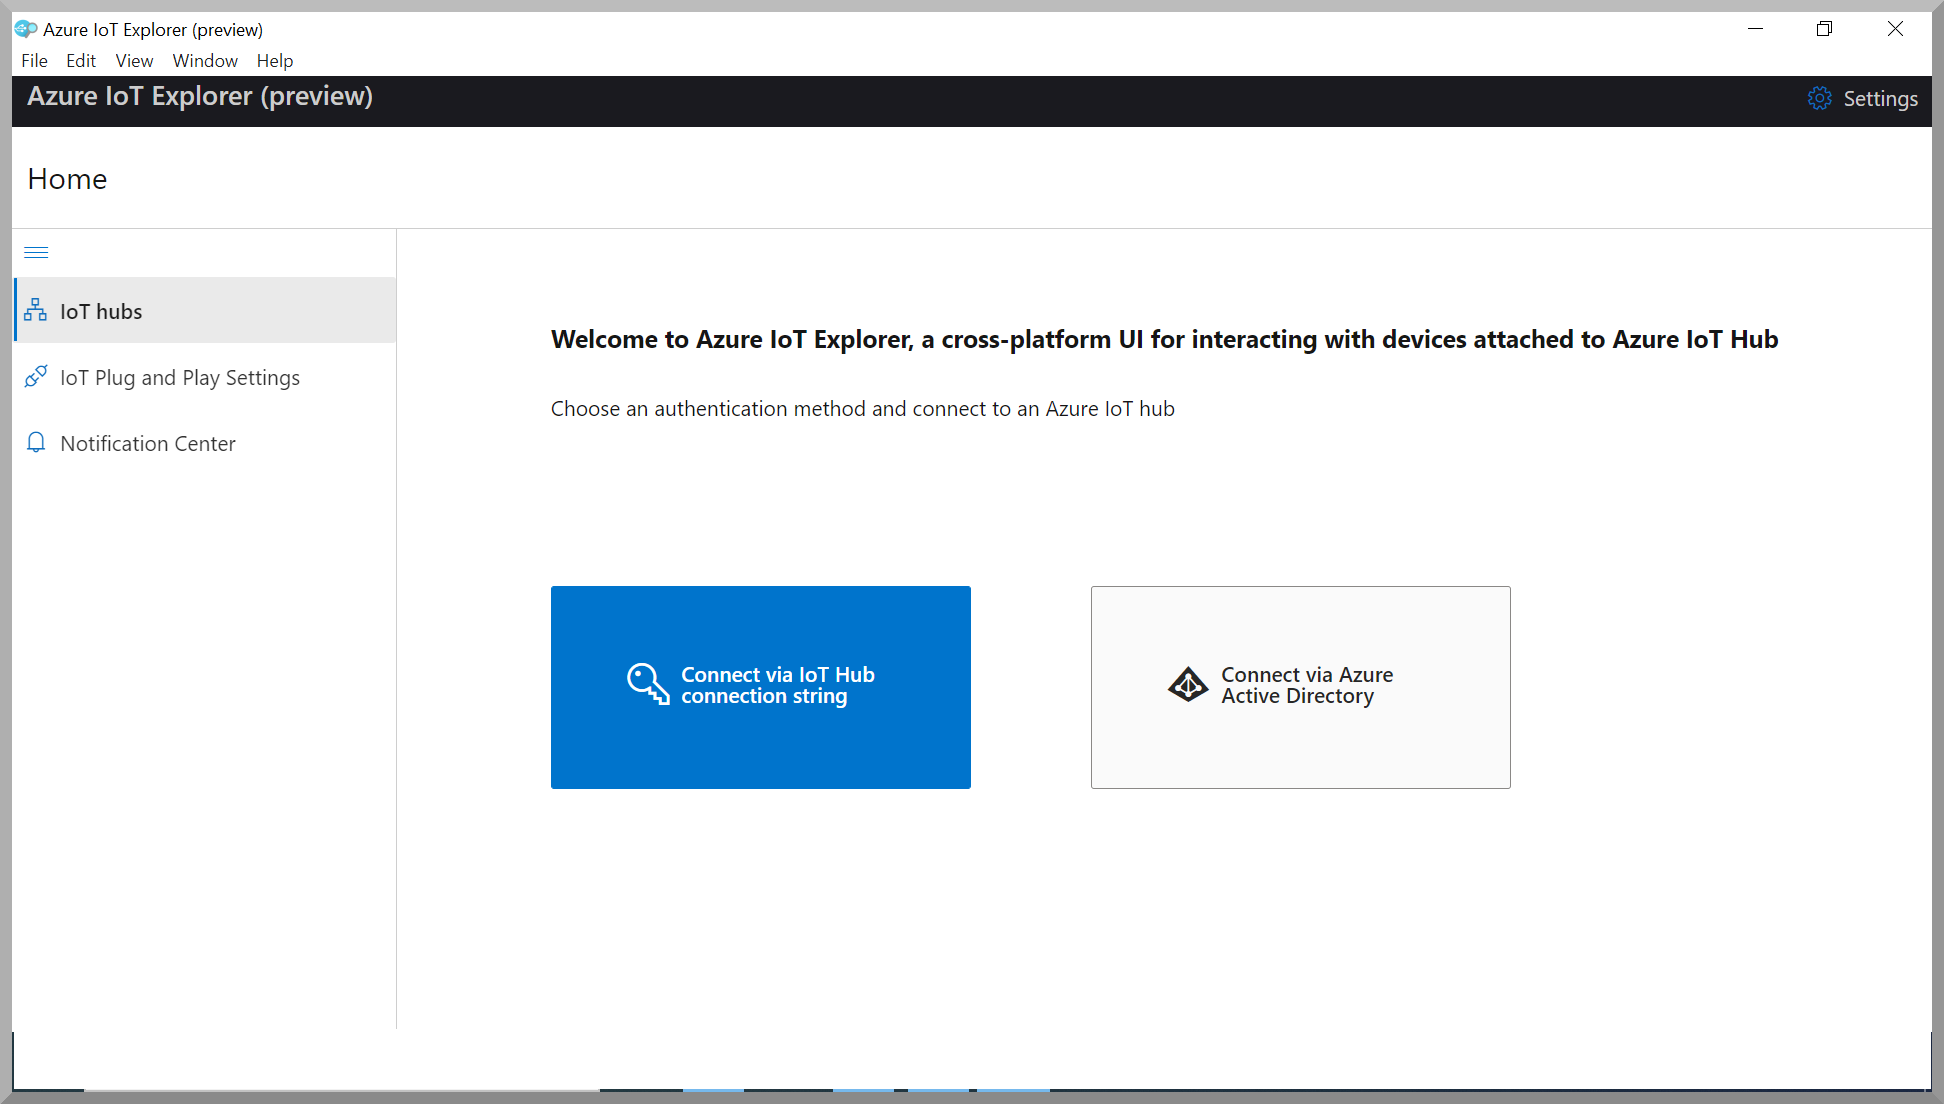 Azure IoT Explorer (preview)
File Edit View Window Help
Azure IoT Explorer (preview)
Settings
Home
IoT hubs
IoT Plug and Play Settings
Notification Center
Welcome to Azure IoT Explorer, a cross-platform UI for interacting with devices attached to Azure IoT Hub
Choose an authentication method and connect to an Azure IoT hub
Connect via IoT Hub
connection string
Connect via Azure
Active Directory